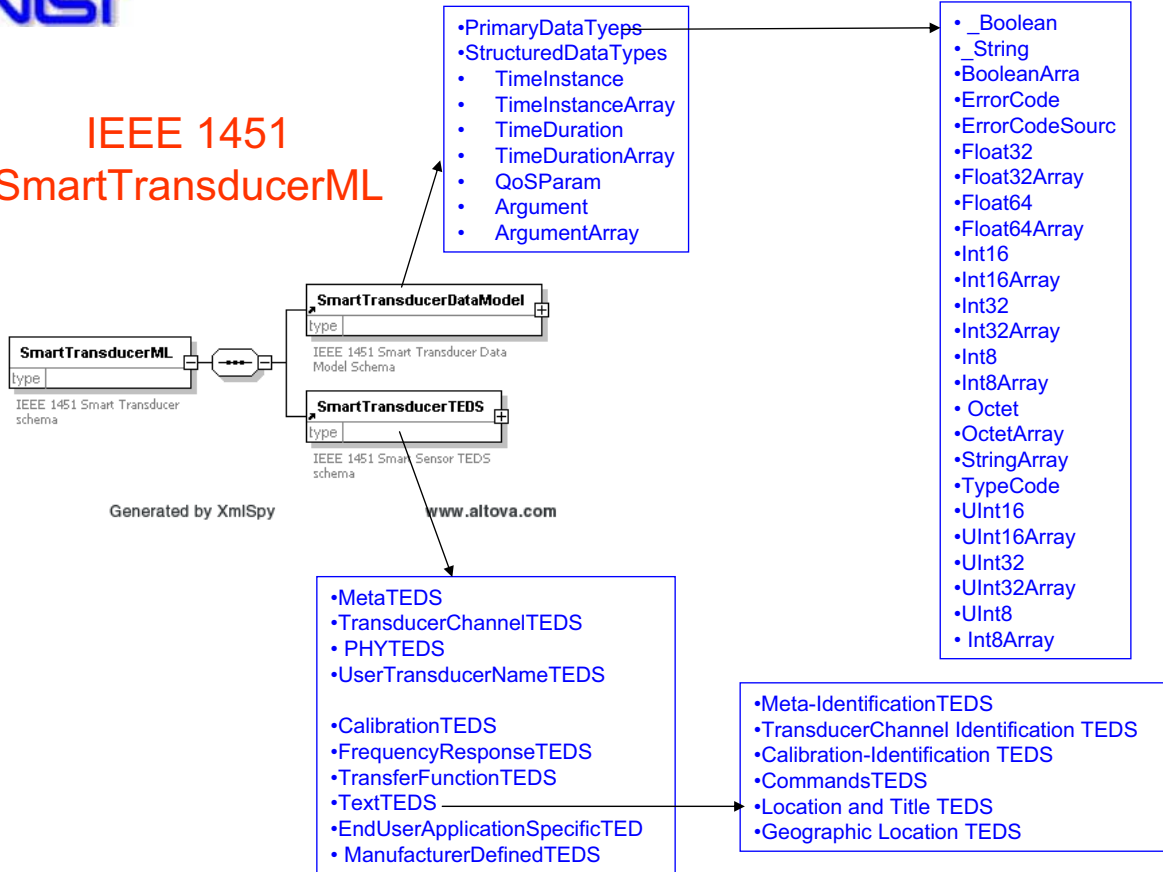 IEEE 1451
SmartTransducerML
•PrimaryDataTyeps
•StructuredDataTypes
• TimeInstance
• TimeInstanceArray
• TimeDuration
• TimeDurationArray
• QoSParam
• Argument
• ArgumentArray
• _Boolean
•_String
•BooleanArra
•ErrorCode
•ErrorCodeSourc
•Float32
•Float32Array
•Float64
•Float64Array
•Int16
•Int16Array
•Int32
•Int32Array
•Int8
•Int8Array
• Octet
•OctetArray
•StringArray
•TypeCode
•UInt16
•UInt16Array
•UInt32
•UInt32Array
•UInt8
• Int8Array
SmartTransducerML
type
IEEE 1451 Smart Transducer
schema
SmartTransducerDataModel
type
IEEE 1451 Smart Transducer Data
Model Schema
SmartTransducerTEDS
type
IEEE 1451 Smart Sensor TEDS
schema
Generated by XmlSpy www.altova.com
•MetaTEDS
•TransducerChannelTEDS
• PHYTEDS
•UserTransducerNameTEDS
•CalibrationTEDS
•FrequencyResponseTEDS
•TransferFunctionTEDS
•TextTEDS
•EndUserApplicationSpecificTED
• ManufacturerDefinedTEDS
•Meta-IdentificationTEDS
•TransducerChannel Identification TEDS
•Calibration-Identification TEDS
•CommandsTEDS
•Location and Title TEDS
•Geographic Location TEDS